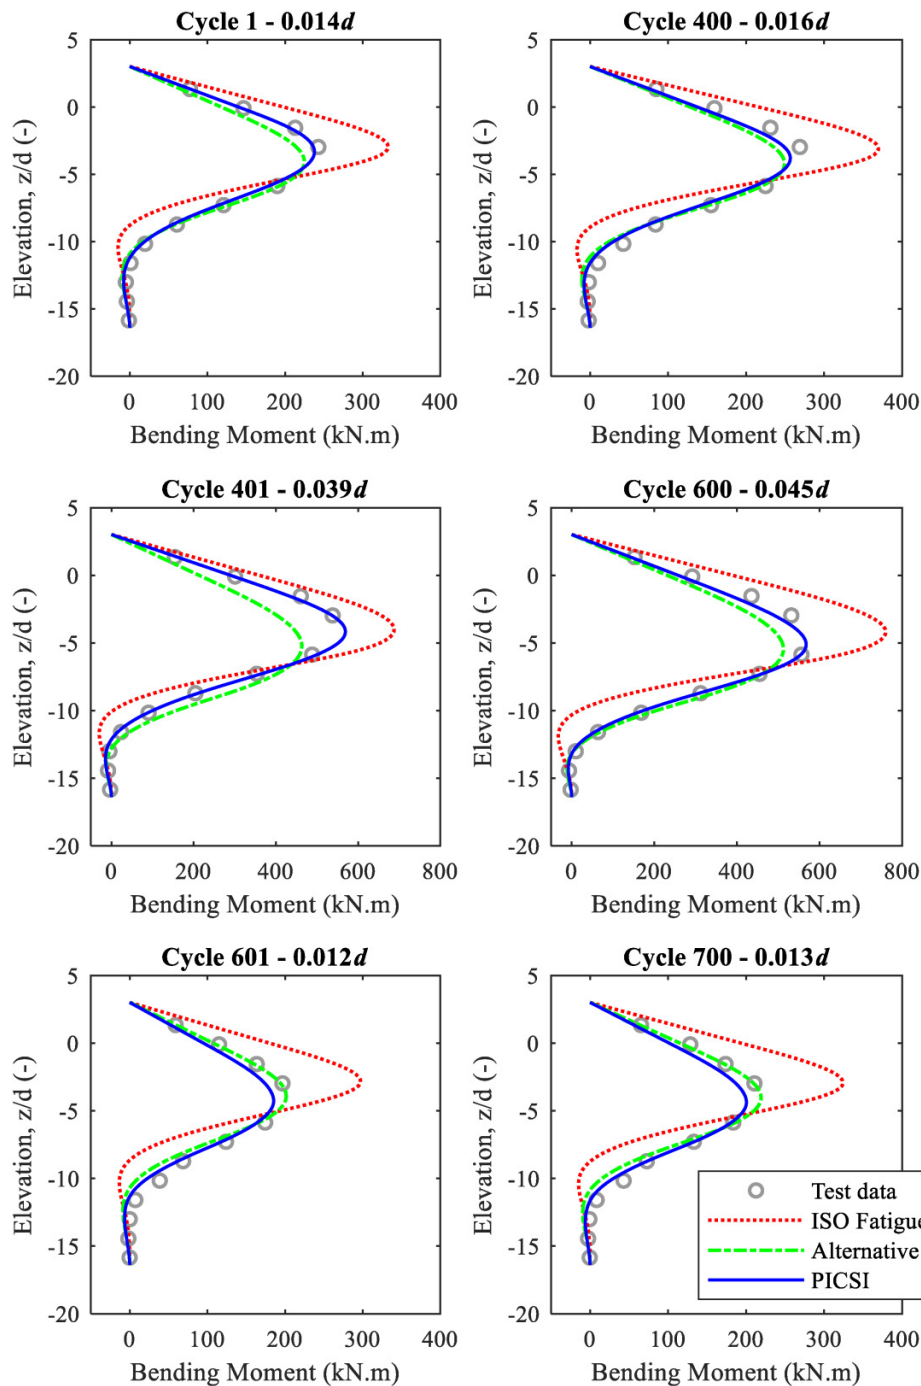 Cycle 1 - 0.014d
Cycle 400 - 0.016d
5
0
-5
-10
-15
-20
Elevation, z/d (-)
0 100 200 300 400
Bending Moment (kN.m)
5
0
-5
-10
-15
-20
Elevation, z/d (-)
0 100 200 300 400
Bending Moment (kN.m)
Cycle 401 - 0.039d
Cycle 600 - 0.045d
5
0
-5
-10
-15
-20
Elevation, z/d (-)
0 200 400 600 800
Bending Moment (kN.m)
5
0
-5
-10
-15
-20
Elevation, z/d (-)
0 200 400 600 800
Bending Moment (kN.m)
Cycle 601 - 0.012d
Cycle 700 - 0.013d
5
0
-5
-10
-15
-20
Elevation, z/d (-)
0 100 200 300 400
Bending Moment (kN.m)
5
0
-5
-10
-15
-20
Elevation, z/d (-)
0 100 200 300 400
Bending Moment (kN.m)
Test data
ISO Fatigue
Alternative
PICSI